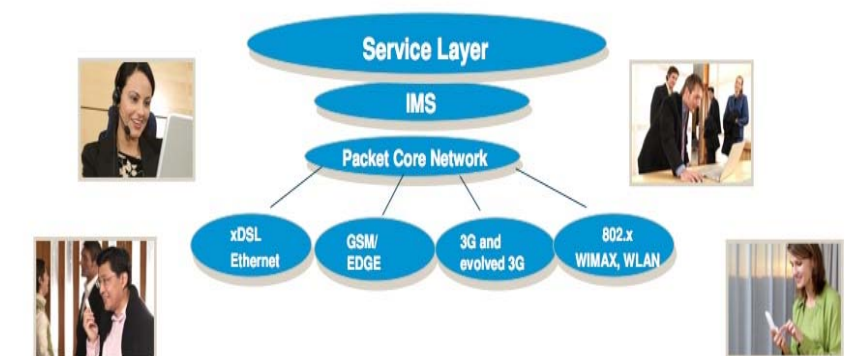 Service Layer
IMS
Packet Core Network
xDSL
Ethernet
GSM/
EDGE
3G and
evolved 3G
802.x
WIMAX, WLAN